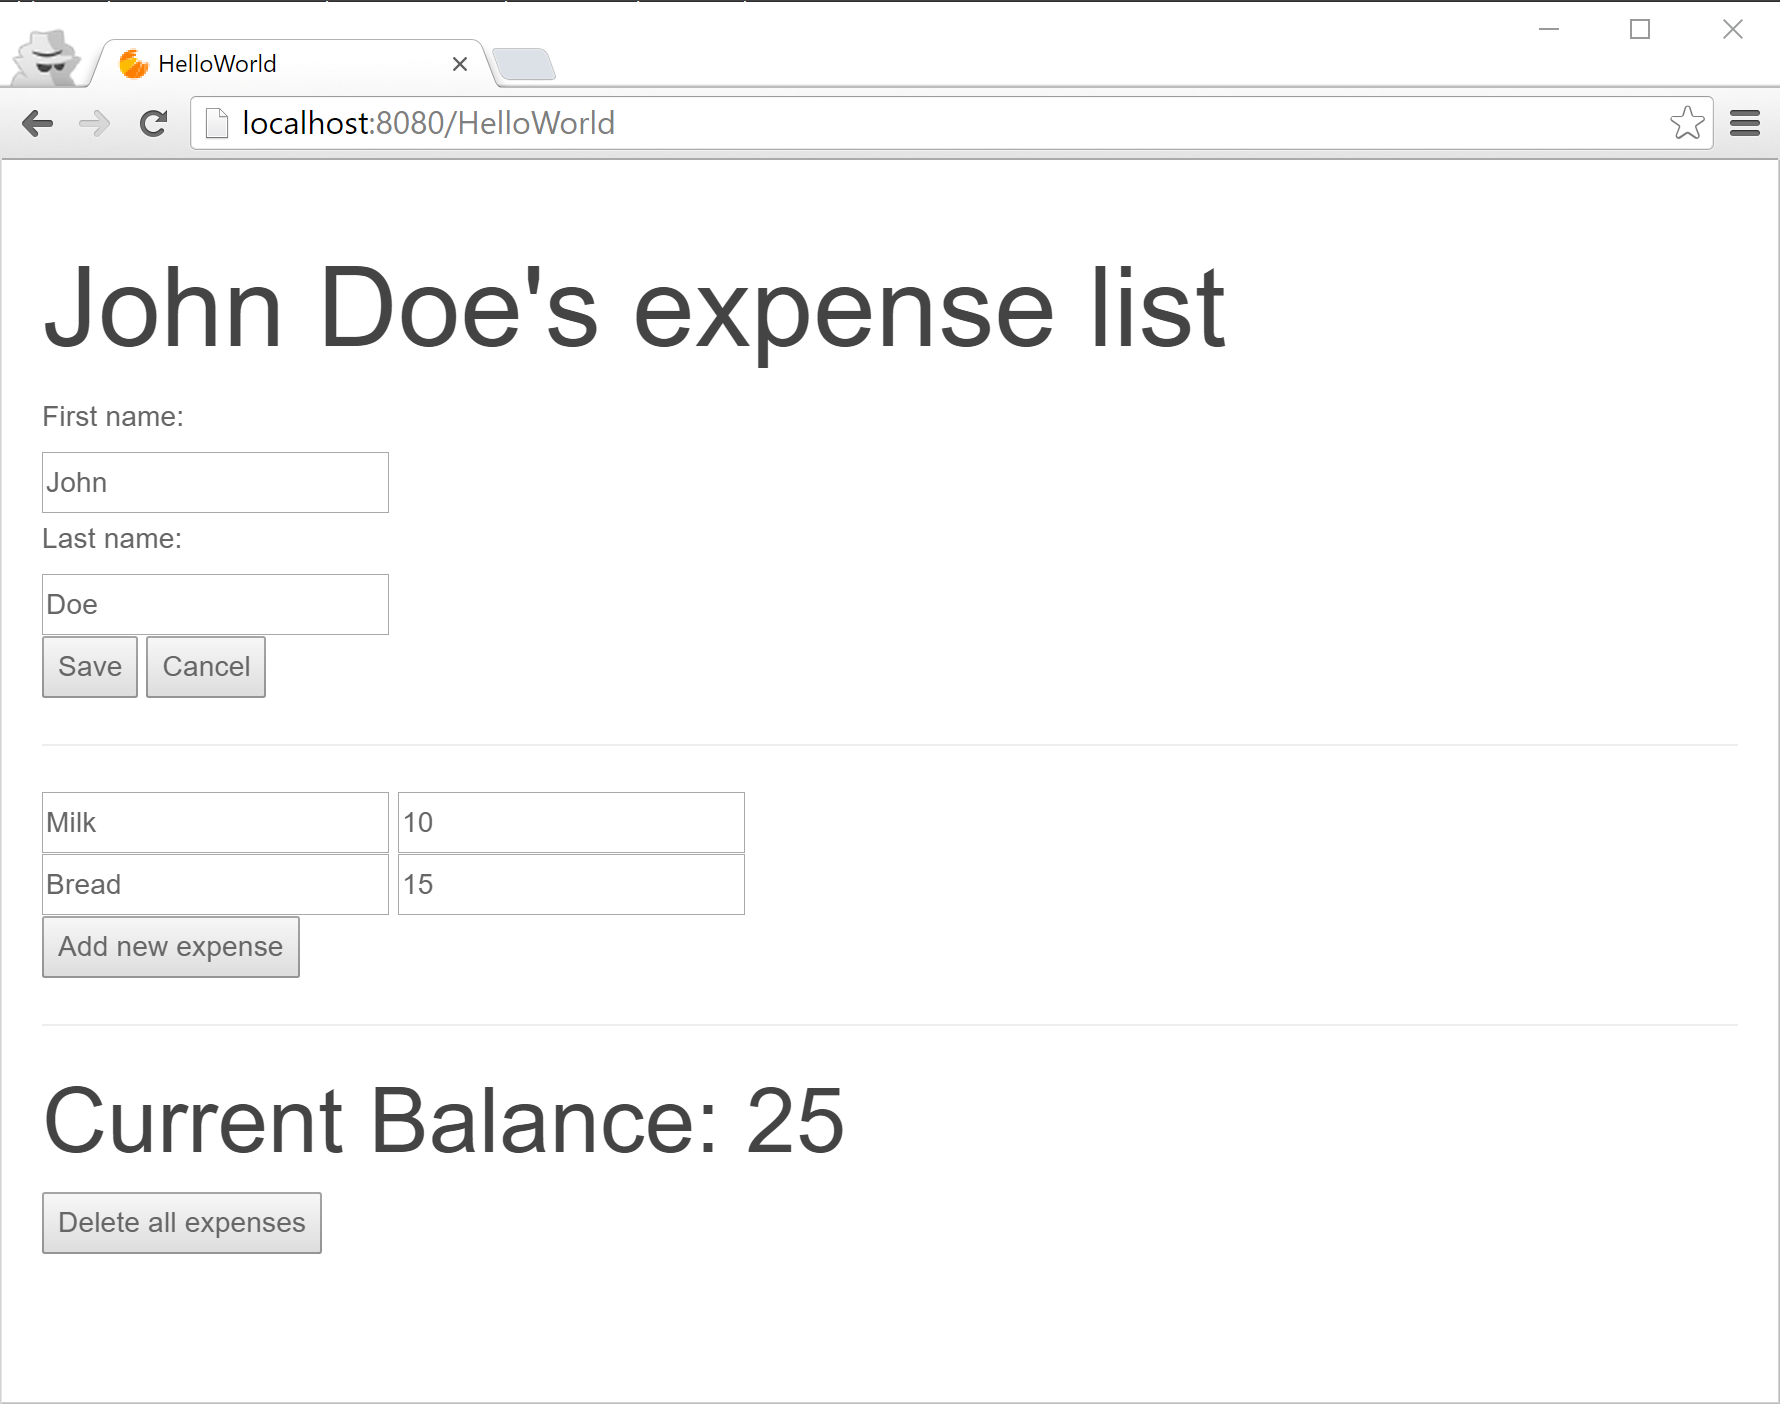 HelloWorld
localhost:8080/HelloWorld
John Doe's expense list
First name:
John
Last name:
Doe
Save Cancel
Milk 10
Bread 15
Add new expense
Current Balance: 25
Delete all expenses